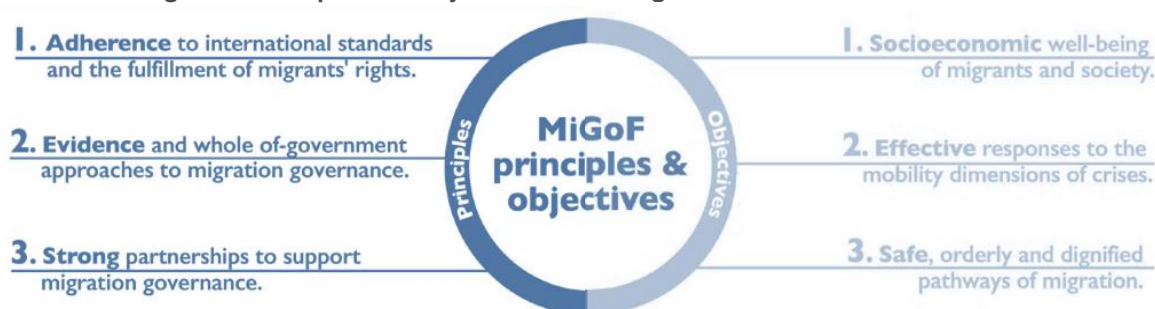 1. Adherence to international standards
and the fulfillment of migrants' rights.
2. Evidence and whole of-government
approaches to migration governance.
3. Strong partnerships to support
migration governance.
Principles
MiGoF
principles &
objectives
Objectives
1. Socioeconomic well-being
of migrants and society.
2. Effective responses to the
mobility dimensions of crises.
3. Safe, orderly and dignified
pathways of migration.